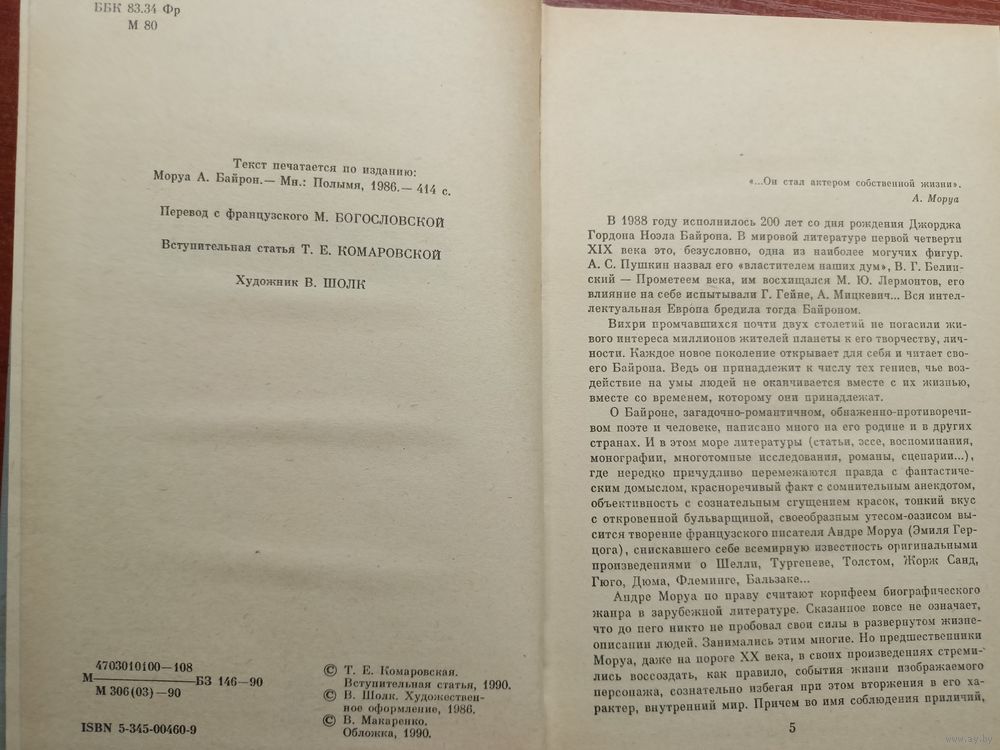 ББК 83.34 Фр
М 80
Текст печатается по изданию:
Моруа А. Байрон.— Мн.: Полымя, 1986.— 414 с.
Перевод с французского М. БОГОСЛОВСКОЙ
Вступительная статья Т. Е. КОМАРОВСКОЙ
Художник В. ШОЛК
4703010100—108
М————БЗ 146—90
М 306(03)—90
ISBN 5-345-00460-9
© Т. Е. Комаровская.
Вступительная статья, 1990.
© В. Шолк. Художествен-
ное оформление, 1986.
© В. Макаренко.
Обложка, 1990.
«...Он стал актером собственной жизни».
А. Моруа
В 1988 году исполнилось 200 лет со дня рождения Джорджа
Гордона Ноэла Байрона. В мировой литературе первой четверти
XIX века это, безусловно, одна из наиболее могучих фигур.
А. С. Пушкин назвал его «властителем наших дум», В. Г. Белин-
ский — Прометеем века, им восхищался М. Ю. Лермонтов, его
влияние на себе испытывали Г. Гейне, А. Мицкевич... Вся интел-
лектуальная Европа бредила тогда Байроном.
Вихри промчавшихся почти двух столетий не погасили жи-
вого интереса миллионов жителей планеты к его творчеству, лич-
ности. Каждое новое поколение открывает для себя и читает сво-
его Байрона. Ведь он принадлежит к числу тех гениев, чье воз-
действие на умы людей не оканчивается вместе с их жизнью,
вместе со временем, которому они принадлежат.
О Байроне, загадочно-романтичном, обнаженно-противоречи-
вом поэте и человеке, написано много на его родине и в других
странах. И в этом море литературы (статьи, эссе, воспоминания,
монографии, многотомные исследования, романы, сценарии...),
где нередко причудливо перемежаются правда с фантастиче-
ским домыслом, красноречивый факт с сомнительным анекдотом,
объективность с сознательным сгущением красок, тонкий вкус
с откровенной бульварщиной, своеобразным утесом-оазисом вы-
сится творение французского писателя Андре Моруа (Эмиля Гер-
цога), снискавшего себе всемирную известность оригинальными
произведениями о Шелли, Тургеневе, Толстом, Жорж Санд,
Гюго, Дюма, Флеминге, Бальзаке...
Андре Моруа по праву считают корифеем биографического
жанра в зарубежной литературе. Сказанное вовсе не означает,
что до него никто не пробовал свои силы в развернутом жизне-
описании людей. Занимались этим многие. Но предшественники
Моруа, даже на пороге XX века, в своих произведениях стреми-
лись воссоздать, как правило, события жизни изображаемого
персонажа, сознательно избегая при этом вторжения в его ха-
рактер, внутренний мир. Причем во имя соблюдения приличий,
5
www.ay.by